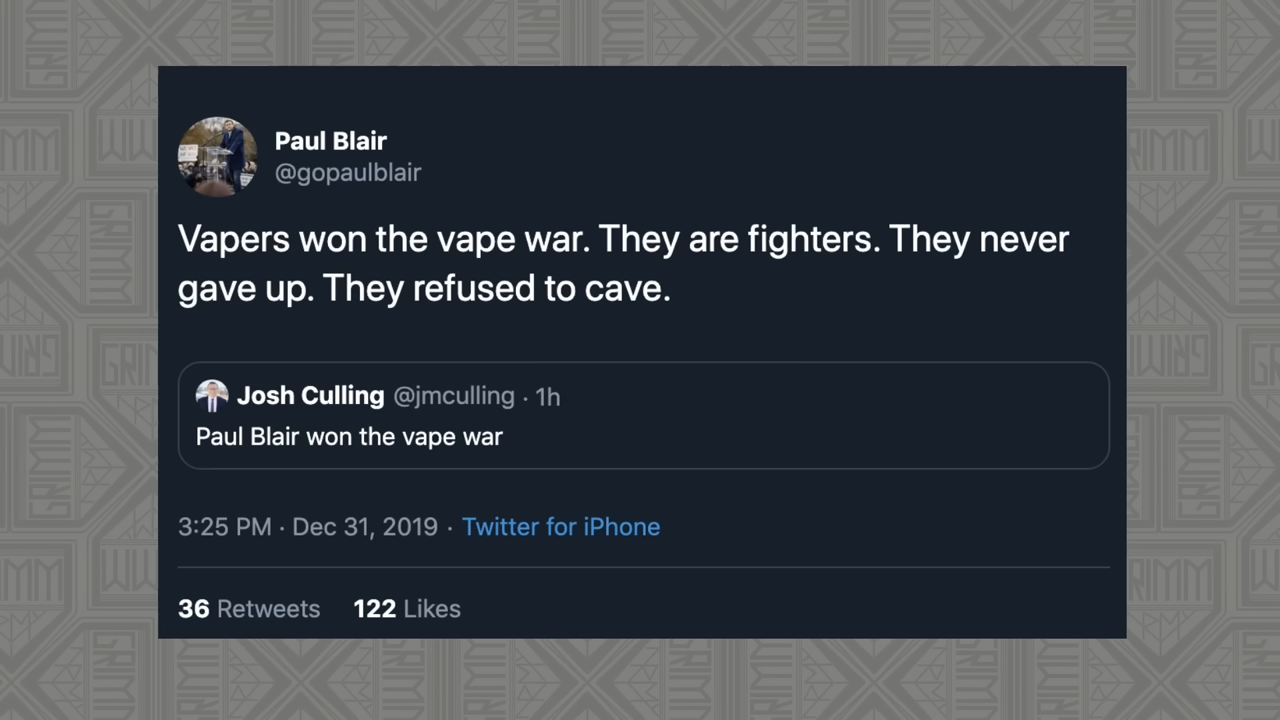 Paul Blair
@gopaulblair
Vapers won the vape war. They are fighters. They never
gave up. They refused to cave.
Josh Culling @jmculling · 1h
Paul Blair won the vape war
3:25 PM · Dec 31, 2019 · Twitter for iPhone
36 Retweets 122 Likes
GRIMM